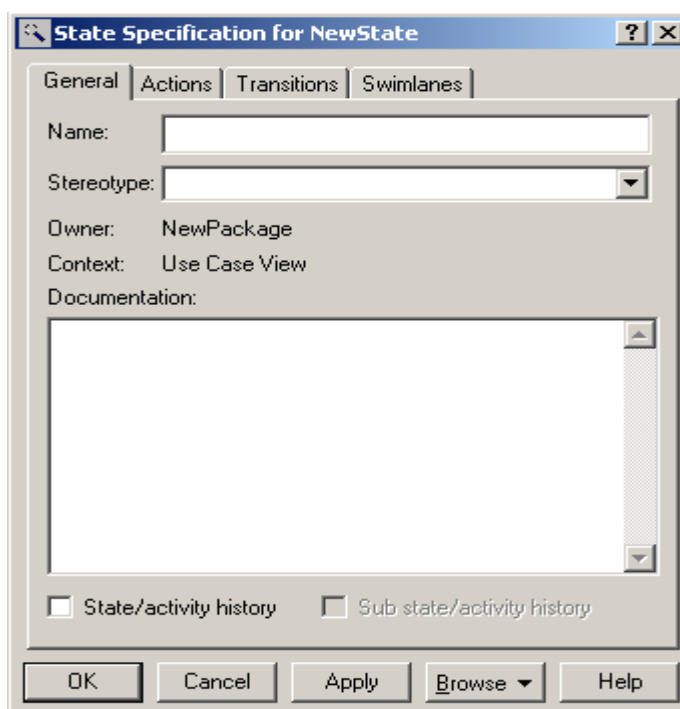 State Specification for NewState
General Actions Transitions Swimlanes
Name:
Stereotype:
Owner: NewPackage
Context: Use Case View
Documentation:
State/activity history Sub state/activity history
OK Cancel Apply Browse Help